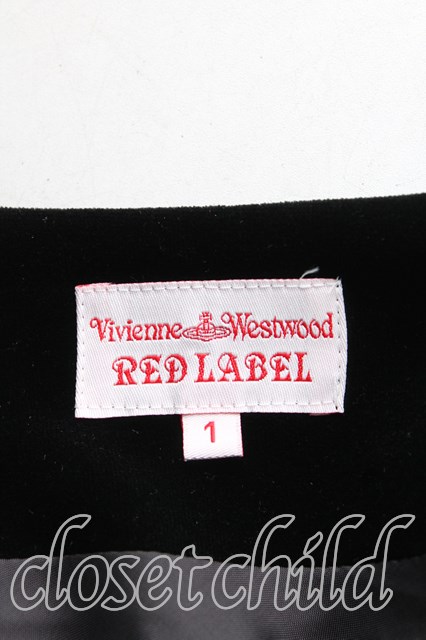 Vivienne Westwood
RED LABEL
1
closet child